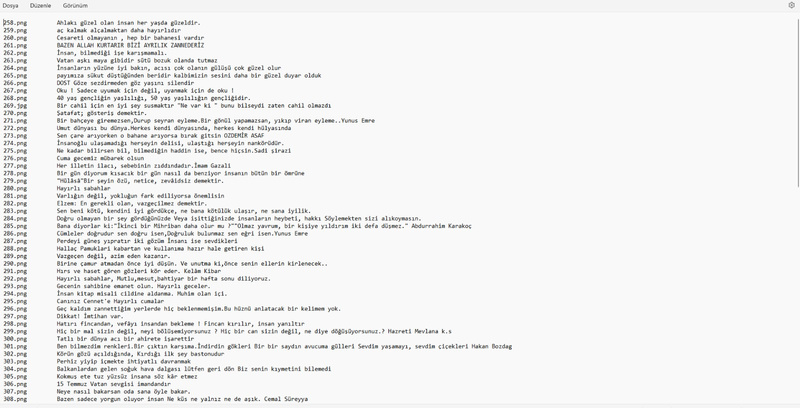 Dosya Düzenle Görünüm
258.png Ahlakı güzel olan insan her yaşda güzeldir.
259.png aç kalmak alçalmaktan daha hayırlıdır
260.png Cesareti olmayanın , hep bir bahanesi vardır
261.png BAZEN ALLAH KURTARIR BİZİ AYRILIK ZANNEDERİZ
262.png İnsan, bilmediği işe karışmamalı.
263.png Vatan aşkı maya gibidir sütü bozuk olanda tutmaz
264.png İnsanların yüzüne iyi bakın, acısı çok olanın gülüşü çok güzel olur
265.png payımıza sükut düştüğünden beridir kalbimizin sesini daha bir güzel duyar olduk
266.png DOST Göze sezdirmeden göz yaşını silendir
267.png Oku ! Sadece uyumak için değil, uyanmak için de oku !
268.png 40 yaş gençliğin yaşlılığı, 50 yaş yaşlılığın gençliğidir.
269.jpg Bir cahil için en iyi şey susmaktır "Ne var ki " bunu bilseydi zaten cahil olmazdı
270.png Şatafat; gösteriş demektir.
271.png Bir bahçeye giremezsen,Durup seyran eyleme.Bir gönül yapamazsan, yıkıp viran eyleme..Yunus Emre
272.png Umut dünyası bu dünya.Herkes kendi dünyasında, herkes kendi hülyasında
273.png Sen çare arıyorken o bahane arıyorsa bırak gitsin OZDEMİR ASAF
274.png İnsanoğlu ulaşamadığı herşeyin delisi, ulaştığı herşeyin nankörüdür.
275.png Ne kadar bilirsen bil, bilmediğin haddin ise, bence hiçsin.Sadi şirazi
276.png Cuma gecemiz mübarek olsun
277.png Her illetin ilacı, sebebinin zıddındadır.İmam Gazali
278.png Bir gün diyorum kısacık bir gün nasıl da benziyor insanın bütün bir ömrüne
279.png "Hülâsâ"Bir şeyin özü, netice, zevâidsiz demektir.
280.png Hayırlı sabahlar
281.png Varlığın değil, yokluğun fark ediliyorsa önemlisin
282.png Elzem: En gerekli olan, vazgeçilmez demektir.
283.png Sen beni kötü, kendini iyi gördükçe, ne bana kötülük ulaşır, ne sana iyilik.
284.png Doğru olmayan bir şey gördüğünüzde Veya işittiğinizde insanların heybeti, hakkı Söylemekten sizi alıkoymasın.
285.png Bana diyorlar ki:"İkinci bir Mihriban daha olur mu ?""Olmaz yavrum, bir kişiye yıldırım iki defa düşmez." Abdurrahim Karakoç
286.png Cümleler doğrudur sen doğru isen,Doğruluk bulunmaz sen eğri isen.Yunus Emre
287.png Perdeyi güneş yıpratır iki gözüm İnsanı ise sevdikleri
288.png Hallaç Pamukları kabartan ve kullanıma hazır hale getiren kişi
289.png Vazgeçen değil, azim eden kazanır.
290.png Birine çamur atmadan önce iyi düşün. Ve unutma ki,önce senin ellerin kirlenecek..
291.png Hırs ve haset gören gözleri kör eder. Kelâm Kibar
292.png Hayırlı sabahlar, Mutlu,mesut,bahtiyar bir hafta sonu diliyoruz.
293.png Gecenin sahibine emanet olun. Hayırlı geceler.
294.png İnsan kitap misali cildine aldanma. Muhim olan içi.
295.png Canınız Cennet'e Hayırlı cumalar
296.png Geç kaldım zannettiğim yerlerde hiç beklenmemişim.Bu hüznü anlatacak bir kelimem yok.
297.png Dikkat! İmtihan var.
298.png Hatırı fincandan, vefâyı insandan bekleme ! Fincan kırılır, insan yanıltır
299.png Hiç bir mal sizin değil, neyi bölüşemiyorsunuz ? Hiç bir can sizin değil, ne diye döğüşüyorsunuz.? Hazreti Mevlana k.s
300.png Tatlı bir dünya acı bir ahirete işarettir
301.png Ben bilmezdim renkleri.Bir çıktın karşıma.İndirdin gökleri Bir bir saydın avucuma gülleri Sevdim yaşamayı, sevdim çiçekleri Hakan Bozdag
302.png Körün gözü açıldığında, Kırdığı ilk şey bastonudur
303.png Perhiz yiyip içmekte ihtiyatlı davranmak
304.png Balkanlardan gelen soğuk hava dalgası lütfen geri dön Biz senin kıymetini bilemedi
305.png Kokmuş ete tuz yüzsüz insana söz kâr etmez
306.png 15 Temmuz Vatan sevgisi imandandır
307.png Neye nasıl bakarsan oda sana öyle bakar.
308.png Bazen sadece yorgun oluyor insan Ne küs ne yalnız ne de aşık. Cemal Süreyya